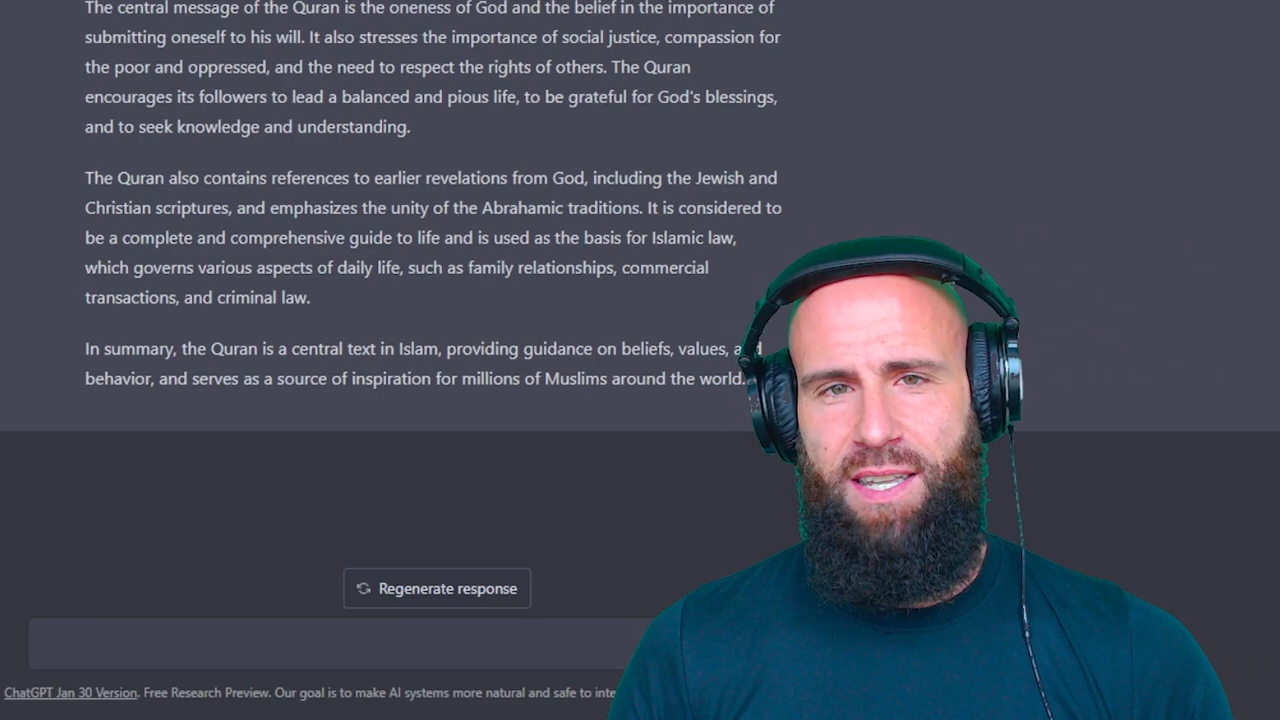 The central message of the Quran is the oneness of God and the belief in the importance of
submitting oneself to his will. It also stresses the importance of social justice, compassion for
the poor and oppressed, and the need to respect the rights of others. The Quran
encourages its followers to lead a balanced and pious life, to be grateful for God's blessings,
and to seek knowledge and understanding.
The Quran also contains references to earlier revelations from God, including the Jewish and
Christian scriptures, and emphasizes the unity of the Abrahamic traditions. It is considered to
be a complete and comprehensive guide to life and is used as the basis for Islamic law,
which governs various aspects of daily life, such as family relationships, commercial
transactions, and criminal law.
In summary, the Quran is a central text in Islam, providing guidance on beliefs, values, and
behavior, and serves as a source of inspiration for millions of Muslims around the world.
Regenerate response
ChatGPT Jan 30 Version. Free Research Preview. Our goal is to make AI systems more natural and safe to